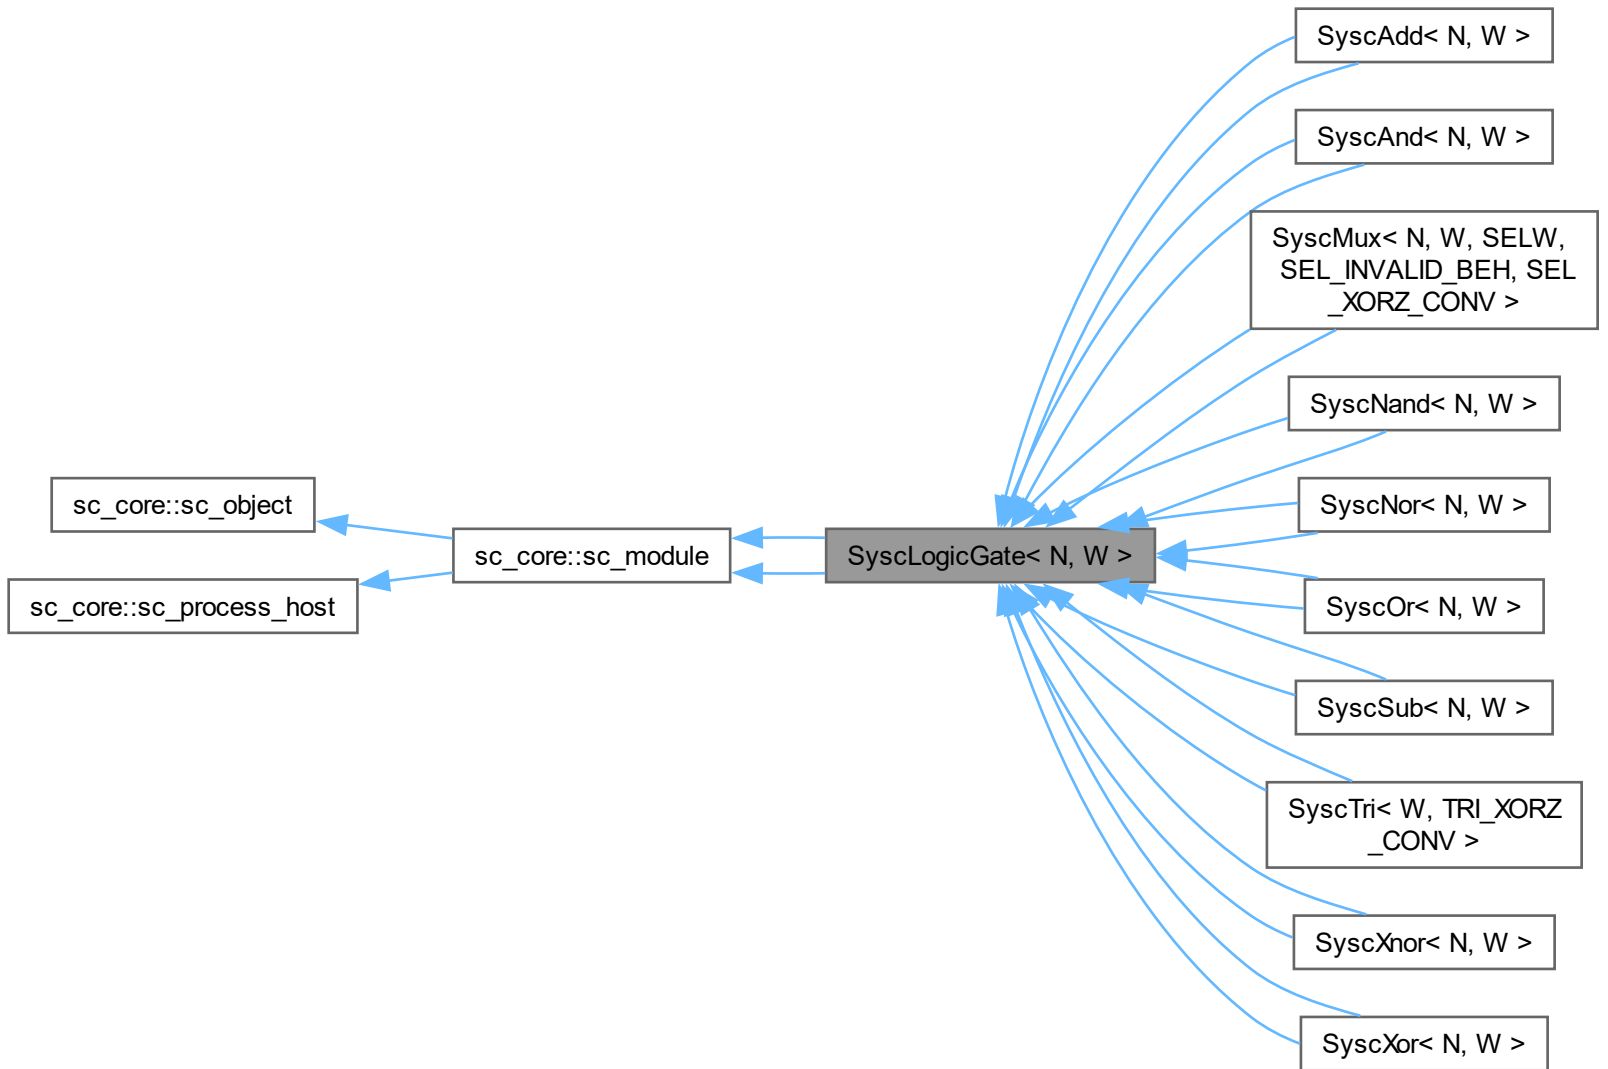 SyscAdd< N, W >
SyscAnd< N, W >
SyscMux< N, W, SELW,
SEL_INVALID_BEH, SEL
_XORZ_CONV >
SyscNand< N, W >
sc_core::sc_object
SyscNor< N, W >
sc_core::sc_module
SyscLogicGate< N, W >
sc_core::sc_process_host
SyscOr< N, W >
SyscSub< N, W >
SyscTri< W, TRI_XORZ
_CONV >
SyscXnor< N, W >
SyscXor< N, W >